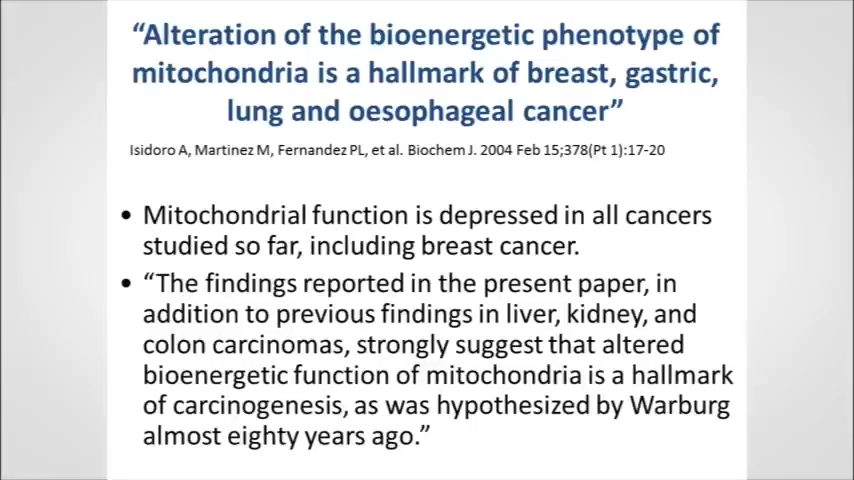 “Alteration of the bioenergetic phenotype of
mitochondria is a hallmark of breast, gastric,
lung and oesophageal cancer”
Isidoro A, Martinez M, Fernandez PL, et al. Biochem J. 2004 Feb 15;378(Pt 1):17-20
• Mitochondrial function is depressed in all cancers
studied so far, including breast cancer.
• “The findings reported in the present paper, in
addition to previous findings in liver, kidney, and
colon carcinomas, strongly suggest that altered
bioenergetic function of mitochondria is a hallmark
of carcinogenesis, as was hypothesized by Warburg
almost eighty years ago.”